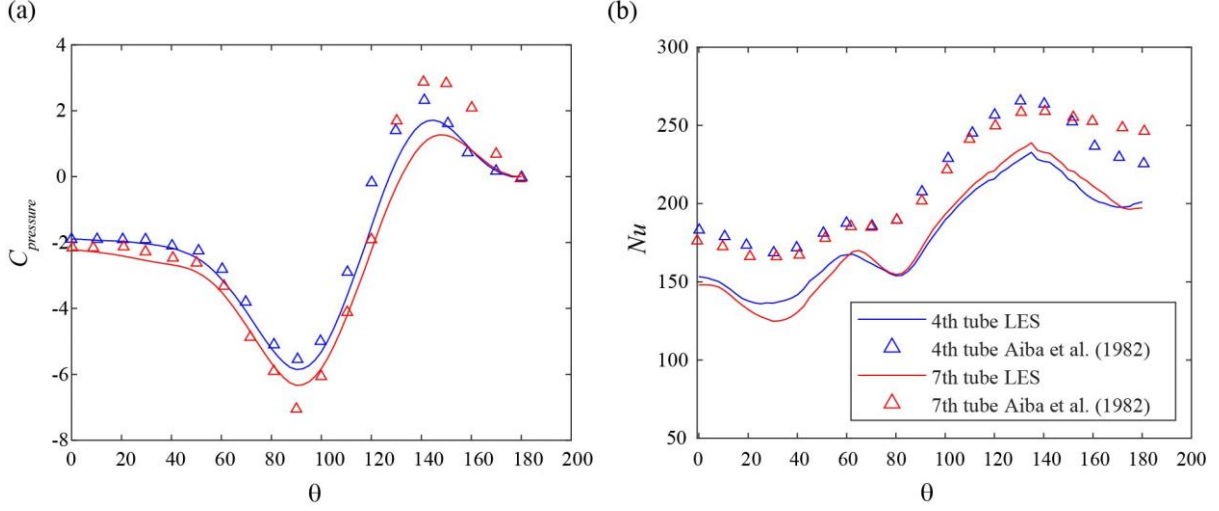 (a)
4
2
0
-2
-4
-6
-8
C_pressure
0 20 40 60 80 100 120 140 160 180 200
θ
(b)
300
250
200
150
100
50
Nu
0 20 40 60 80 100 120 140 160 180 200
θ
4th tube LES
4th tube Aiba et al. (1982)
7th tube LES
7th tube Aiba et al. (1982)